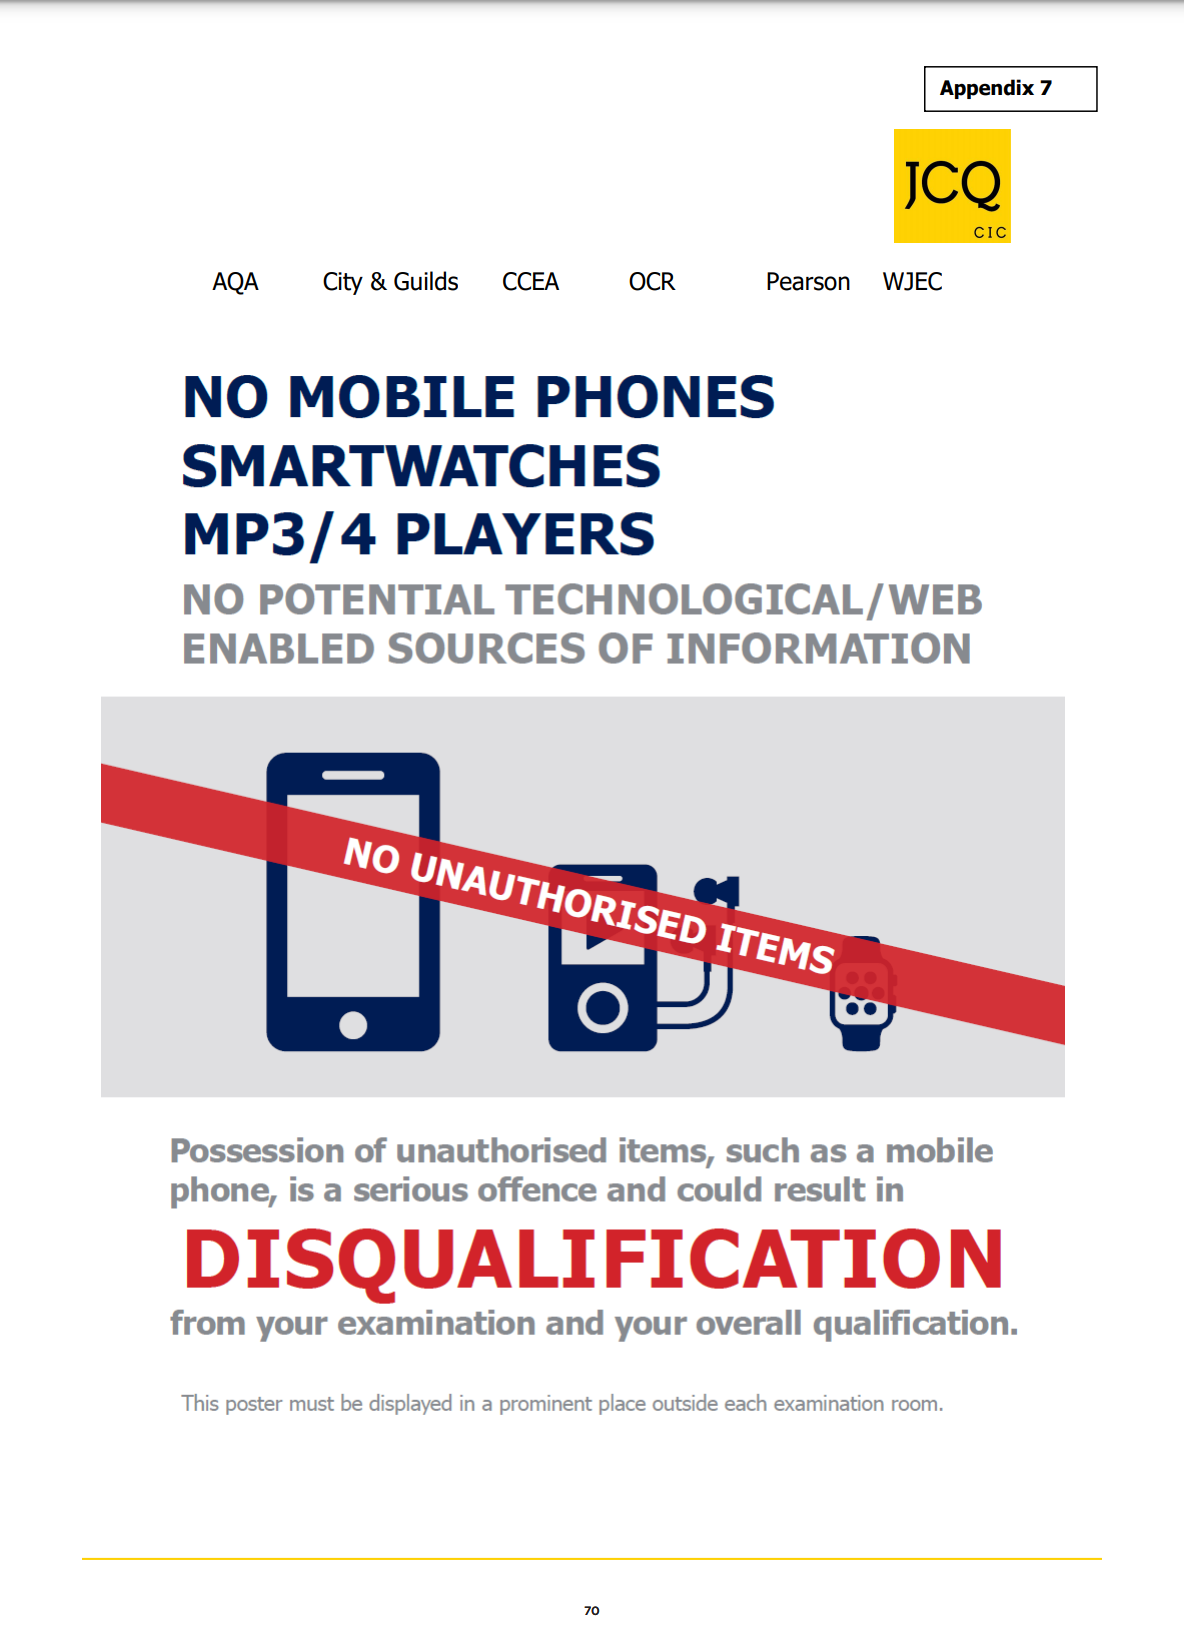 Appendix 7
JCQ
CIC
AQA City & Guilds CCEA OCR Pearson WJEC
NO MOBILE PHONES
SMARTWATCHES
MP3/4 PLAYERS
NO POTENTIAL TECHNOLOGICAL/WEB
ENABLED SOURCES OF INFORMATION
NO UNAUTHORISED ITEMS
Possession of unauthorised items, such as a mobile
phone, is a serious offence and could result in
DISQUALIFICATION
from your examination and your overall qualification.
This poster must be displayed in a prominent place outside each examination room.
70